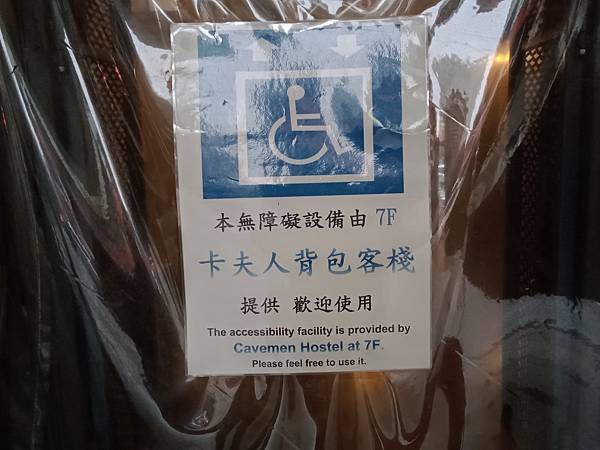 本無障礙設備由 7F
卡夫人背包客棧
提供 歡迎使用
The accessibility facility is provided by
Cavemen Hostel at 7F.
Please feel free to use it.